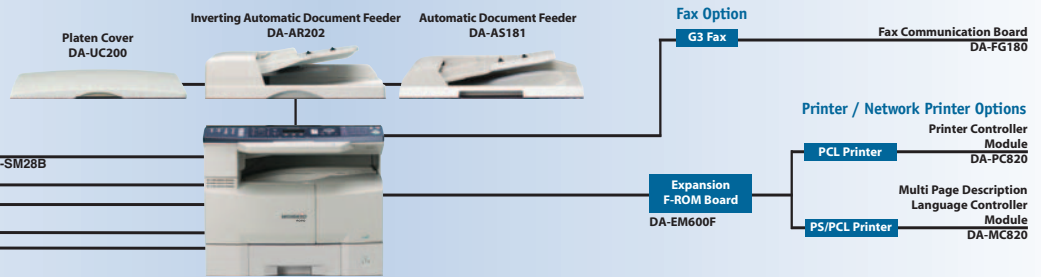 Inverting Automatic Document Feeder
DA-AR202
Automatic Document Feeder
DA-AS181
Platen Cover
DA-UC200
Fax Option
G3 Fax
Fax Communication Board
DA-FG180
Printer / Network Printer Options
Printer Controller
Module
DA-PC820
PCL Printer
-SM28B
Expansion
F-ROM Board
DA-EM600F
Multi Page Description
Language Controller
Module
DA-MC820
PS/PCL Printer